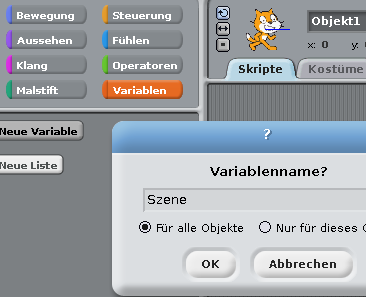 Bewegung Steuerung
Aussehen Fühlen
Klang Operatoren
Malstift Variablen
Objekt1
x: 0 y:
Skripte Kostüme
Neue Variable
Neue Liste
?
Variablenname?
Szene
Für alle Objekte Nur für dieses
OK Abbrechen